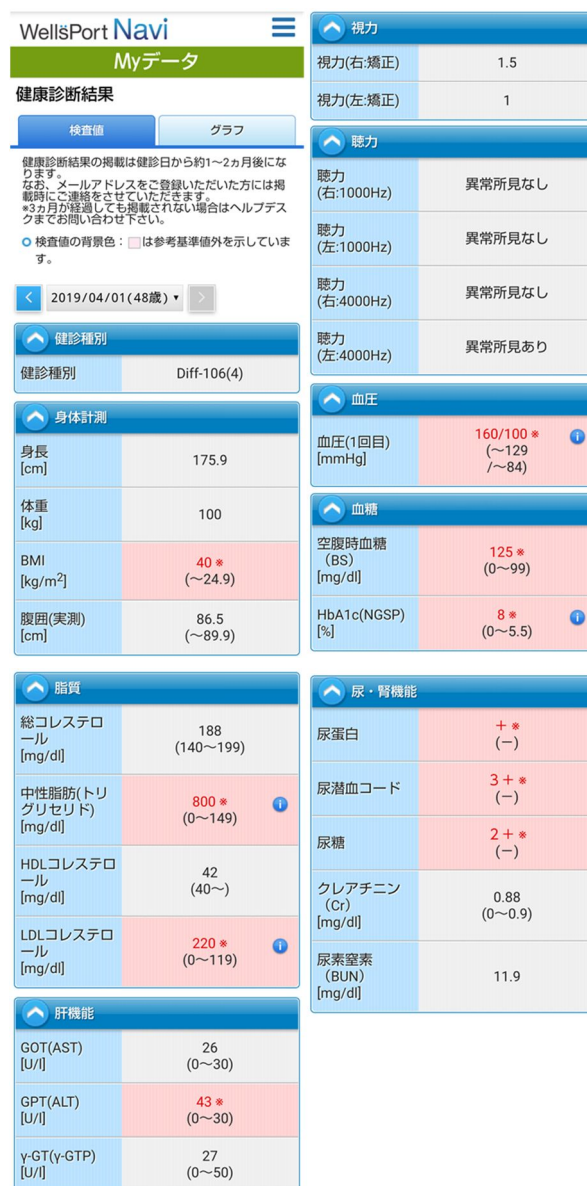 WellsPort Navi
Myデータ
健康診断結果
検査値
グラフ
健康診断結果の掲載は健診日から約1～2ヵ月後にな
ります。
なお、メールアドレスをご登録いただいた方には掲
載時にご連絡をさせていただきます。
*3ヵ月が経過しても掲載されない場合はヘルプデス
クまでお問い合わせ下さい。
検査値の背景色：□は参考基準値外を示していま
す。
2019/04/01(48歳)
健診種別
健診種別 Diff-106(4)
身体計測
身長
[cm]
175.9
体重
[kg]
100
BMI
[kg/m2]
40 ※
(～24.9)
腹囲(実測)
[cm]
86.5
(～89.9)
脂質
総コレステロ
ール
[mg/dl]
188
(140～199)
中性脂肪(トリ
グリセリド)
[mg/dl]
800 ※
(0～149)
HDLコレステロ
ール
[mg/dl]
42
(40～)
LDLコレステロ
ール
[mg/dl]
220 ※
(0～119)
肝機能
GOT(AST)
[U/l]
26
(0～30)
GPT(ALT)
[U/l]
43 ※
(0～30)
γ-GT(γ-GTP)
[U/l]
27
(0～50)
視力
視力(右:矯正) 1.5
視力(左:矯正) 1
聴力
聴力
(右:1000Hz)
異常所見なし
聴力
(左:1000Hz)
異常所見なし
聴力
(右:4000Hz)
異常所見なし
聴力
(左:4000Hz)
異常所見あり
血圧
血圧(1回目)
[mmHg]
160/100 ※
(～129
/～84)
血糖
空腹時血糖
（BS）
[mg/dl]
125 ※
(0～99)
HbA1c(NGSP)
[%]
8 ※
(0～5.5)
尿・腎機能
尿蛋白
+ ※
(－)
尿潜血コード
3+ ※
(－)
尿糖
2+ ※
(－)
クレアチニン
（Cr）
[mg/dl]
0.88
(0～0.9)
尿素窒素
（BUN）
[mg/dl]
11.9